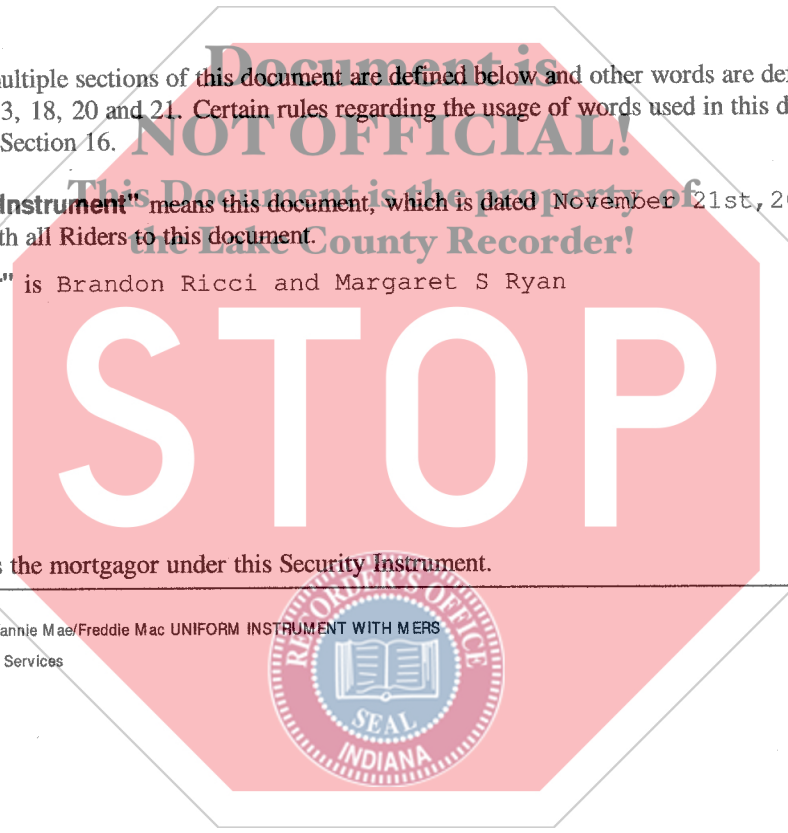 Document is
ultiple sections of this document are defined below and other words are de
3, 18, 20 and 21. Certain rules regarding the usage of words used in this d
NOT OFFICIAL!
Section 16.
This Document is the property of
Instrument" means this document, which is dated November 21st, 20
th all Riders to this document.
the Lake County Recorder!
" is Brandon Ricci and Margaret S Ryan
STOP
s the mortgagor under this Security Instrument.
annie Mae/Freddie Mac UNIFORM INSTRUMENT WITH MERS
Services
RECORDER'S OFFICE
SEAL
INDIANA